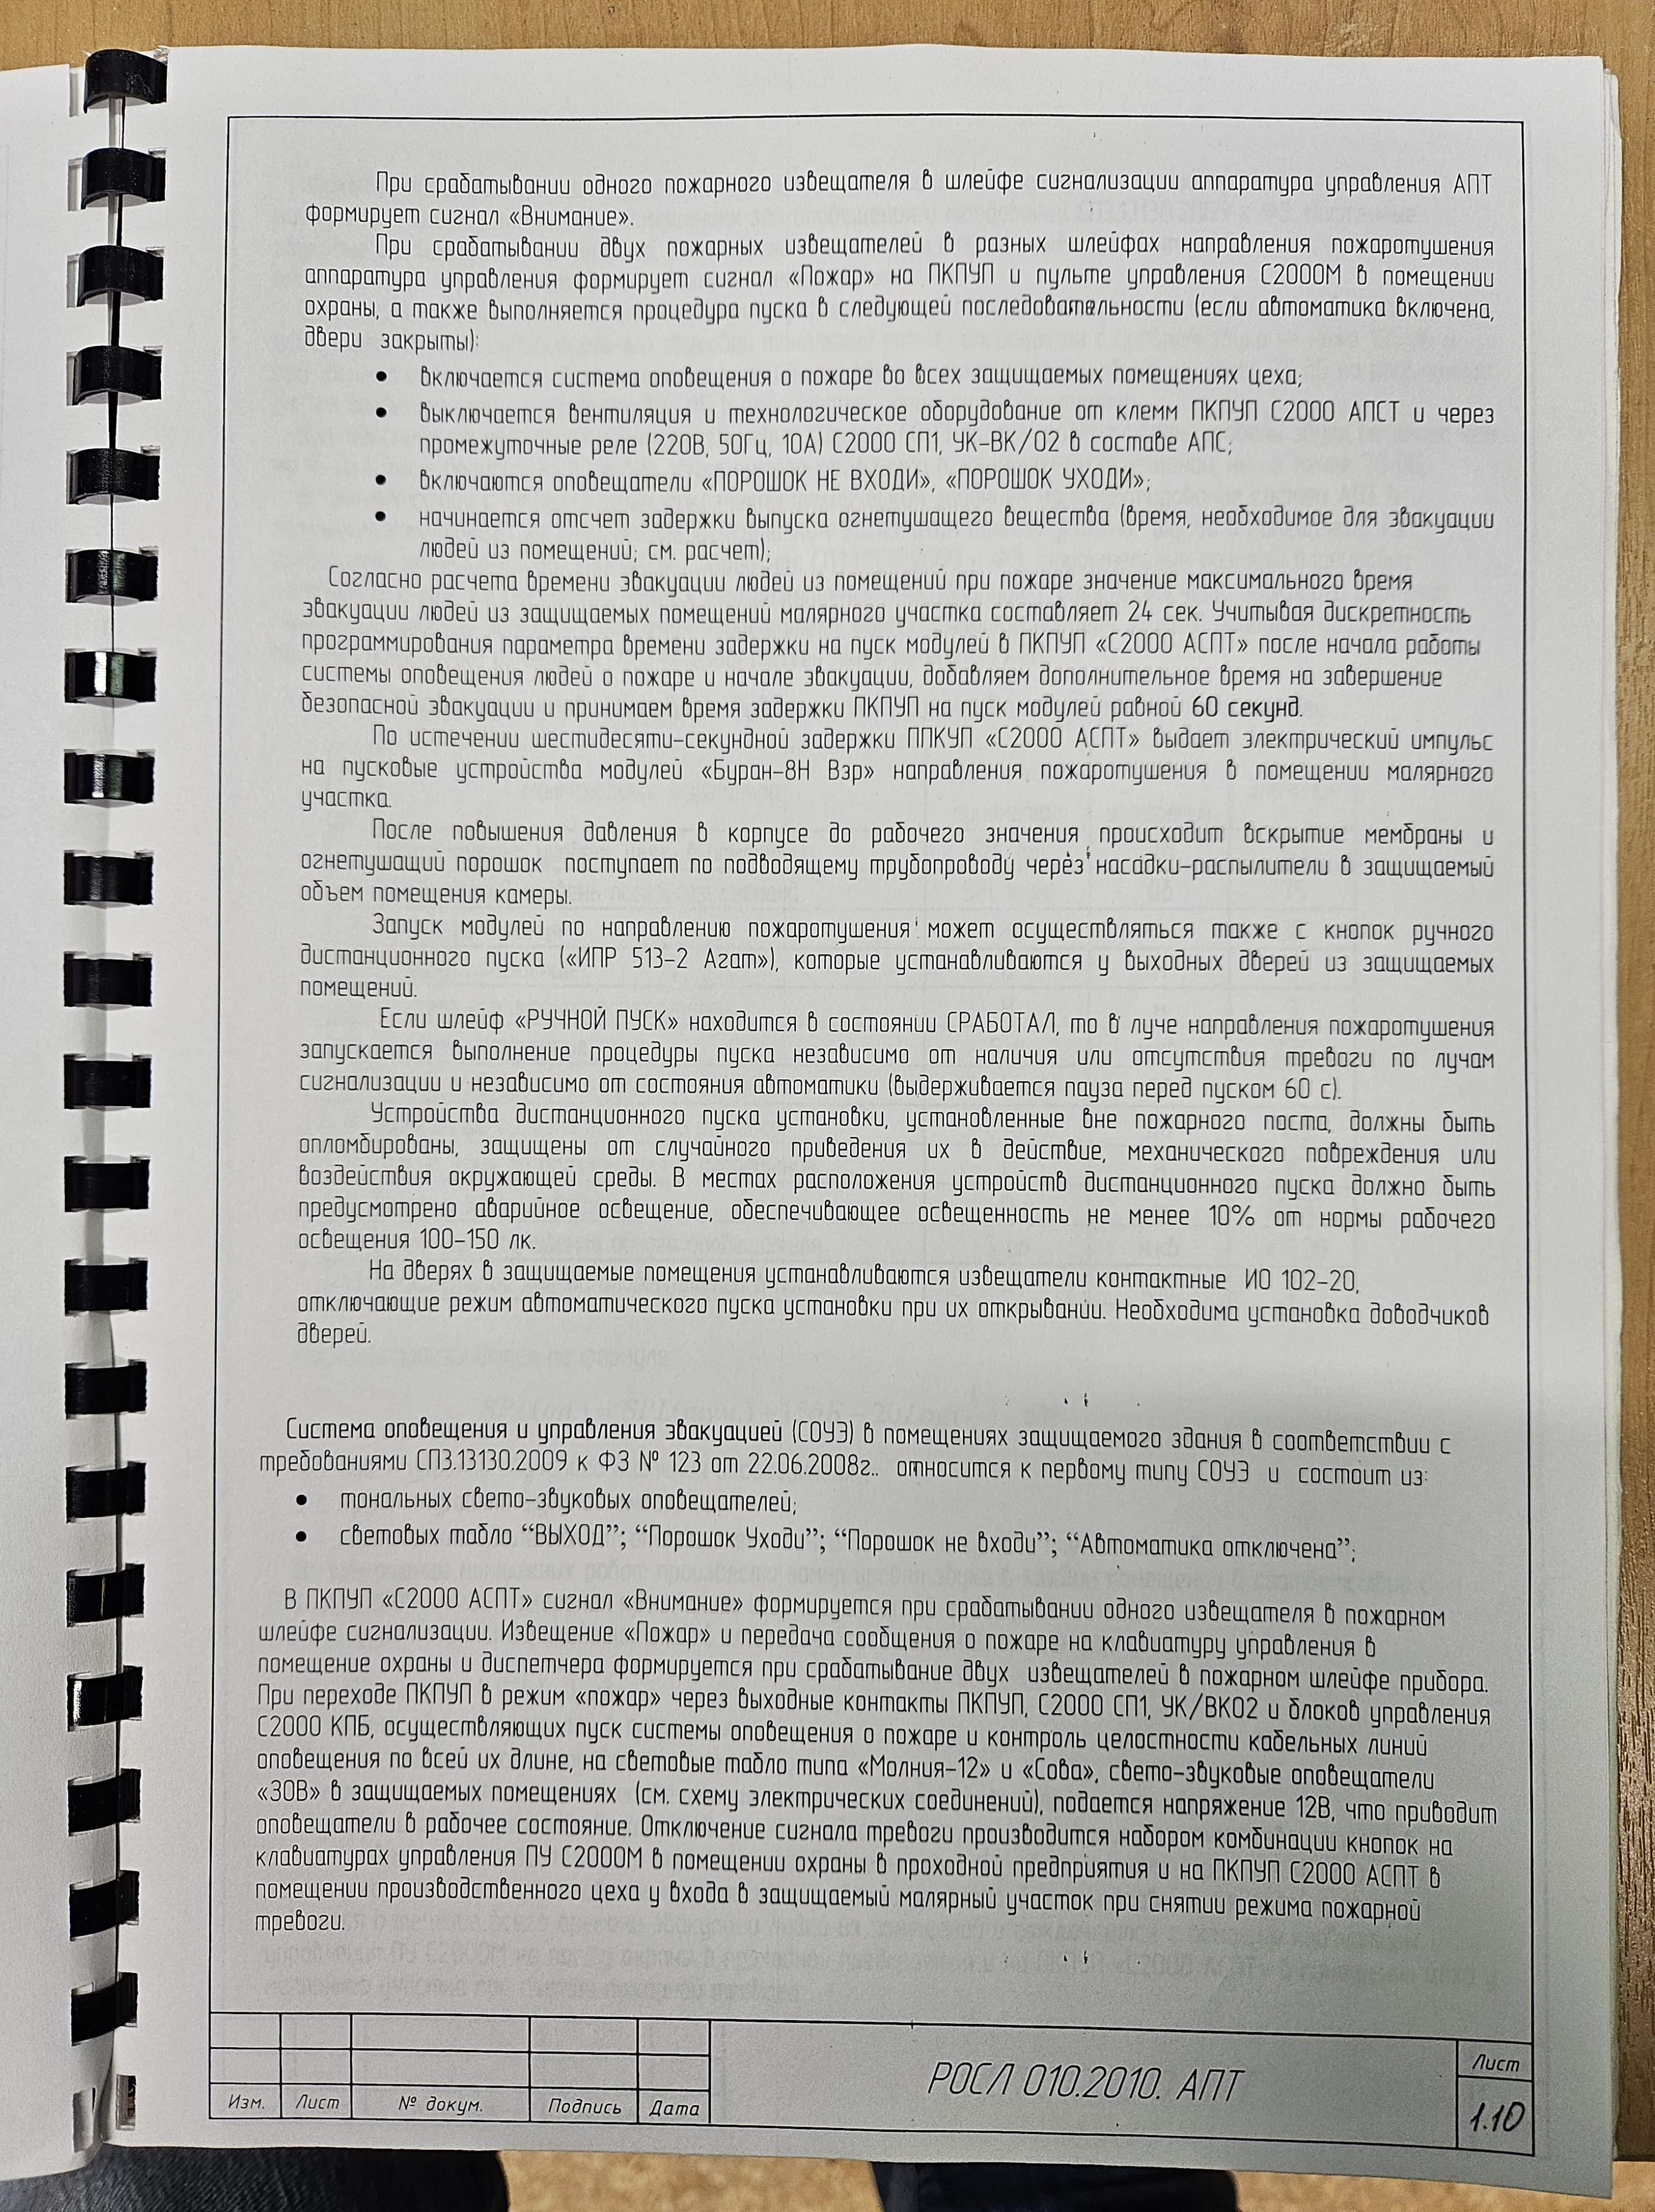 При срабатывании одного пожарного извещателя в шлейфе сигнализации аппаратура управления АПТ
формирует сигнал «Внимание».
При срабатывании двух пожарных извещателей в разных шлейфах направления пожаротушения
аппаратура управления формирует сигнал «Пожар» на ПКПУП и пульте управления С2000М в помещении
охраны, а также выполняется процедура пуска в следующей последовательности (если автоматика включена,
двери закрыты):
• включается система оповещения о пожаре во всех защищаемых помещениях цеха;
• выключается вентиляция и технологическое оборудование от клемм ПКПУП С2000 АПСТ и через
промежуточные реле (220В, 50Гц, 10А) С2000 СП1, УК-ВК/02 в составе АПС;
• включаются оповещатели «ПОРОШОК НЕ ВХОДИ», «ПОРОШОК УХОДИ»;
• начинается отсчет задержки выпуска огнетушащего вещества (время, необходимое для эвакуации
людей из помещений; см. расчет);
Согласно расчета времени эвакуации людей из помещений при пожаре значение максимального время
эвакуации людей из защищаемых помещений малярного участка составляет 24 сек. Учитывая дискретность
программирования параметра времени задержки на пуск модулей в ПКПУП «С2000 АСПТ» после начала работы
системы оповещения людей о пожаре и начале эвакуации, добавляем дополнительное время на завершение
безопасной эвакуации и принимаем время задержки ПКПУП на пуск модулей равной 60 секунд.
По истечении шестидесяти-секундной задержки ППКУП «С2000 АСПТ» выдает электрический импульс
на пусковые устройства модулей «Буран-8Н Взр» направления пожаротушения в помещении малярного
участка.
После повышения давления в корпусе до рабочего значения происходит вскрытие мембраны и
огнетушащий порошок поступает по подводящему трубопроводу через насадки-распылители в защищаемый
объем помещения камеры.
Запуск модулей по направлению пожаротушения может осуществляться также с кнопок ручного
дистанционного пуска («ИПР 513-2 Агат»), которые устанавливаются у выходных дверей из защищаемых
помещений.
Если шлейф «РУЧНОЙ ПУСК» находится в состоянии СРАБОТАЛ, то в луче направления пожаротушения
запускается выполнение процедуры пуска независимо от наличия или отсутствия тревоги по лучам
сигнализации и независимо от состояния автоматики (выдерживается пауза перед пуском 60 с).
Устройства дистанционного пуска установки, установленные вне пожарного поста, должны быть
опломбированы, защищены от случайного приведения их в действие, механического повреждения или
воздействия окружающей среды. В местах расположения устройств дистанционного пуска должно быть
предусмотрено аварийное освещение, обеспечивающее освещенность не менее 10% от нормы рабочего
освещения 100-150 лк.
На дверях в защищаемые помещения устанавливаются извещатели контактные ИО 102-20,
отключающие режим автоматического пуска установки при их открывании. Необходима установка доводчиков
дверей.
Система оповещения и управления эвакуацией (СОУЭ) в помещениях защищаемого здания в соответствии с
требованиями СП3.13130.2009 к ФЗ № 123 от 22.06.2008г.. относится к первому типу СОУЭ и состоит из:
• тональных свето-звуковых оповещателей;
• световых табло “ВЫХОД”; “Порошок Уходи”; “Порошок не входи”; “Автоматика отключена”;
В ПКПУП «С2000 АСПТ» сигнал «Внимание» формируется при срабатывании одного извещателя в пожарном
шлейфе сигнализации. Извещение «Пожар» и передача сообщения о пожаре на клавиатуру управления в
помещение охраны и диспетчера формируется при срабатывание двух извещателей в пожарном шлейфе прибора.
При переходе ПКПУП в режим «пожар» через выходные контакты ПКПУП, С2000 СП1, УК/ВК02 и блоков управления
С2000 КПБ, осуществляющих пуск системы оповещения о пожаре и контроль целостности кабельных линий
оповещения по всей их длине, на световые табло типа «Молния-12» и «Сова», свето-звуковые оповещатели
«ЗОВ» в защищаемых помещениях (см. схему электрических соединений), подается напряжение 12В, что приводит
оповещатели в рабочее состояние. Отключение сигнала тревоги производится набором комбинации кнопок на
клавиатурах управления ПУ С2000М в помещении охраны в проходной предприятия и на ПКПУП С2000 АСПТ в
помещении производственного цеха у входа в защищаемый малярный участок при снятии режима пожарной
тревоги.
Изм. Лист № докум. Подпись Дата
РОСЛ 010.2010. АПТ
Лист
1.10